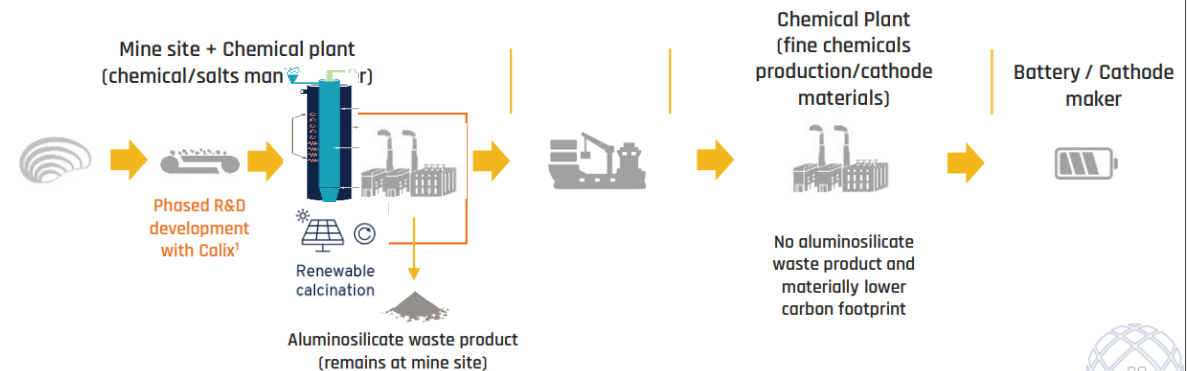 Mine site + Chemical plant
(chemical/salts man r)
Phased R&D
development
with Calix¹
Renewable
calcination
Aluminosilicate waste product
(remains at mine site)
Chemical Plant
(fine chemicals
production/cathode
materials)
No aluminosilicate
waste product and
materially lower
carbon footprint
Battery / Cathode
maker